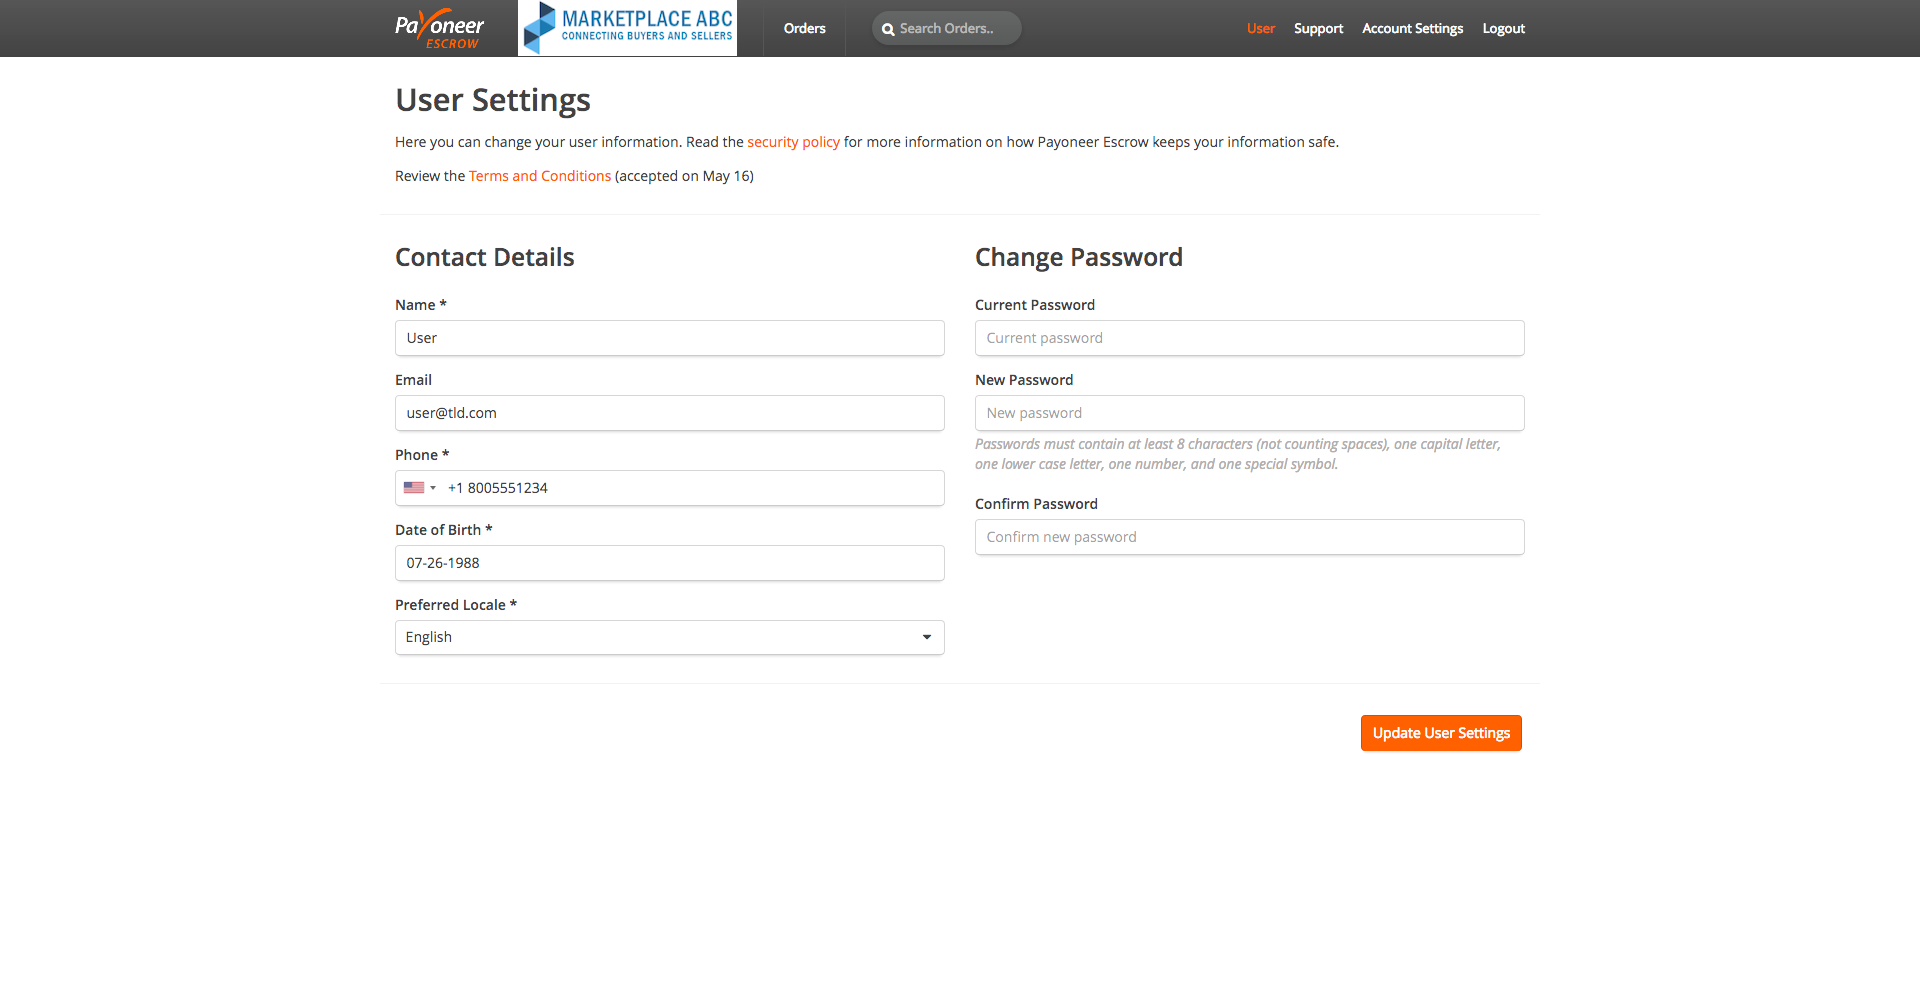 Payoneer
ESCROW
MARKETPLACE ABC
CONNECTING BUYERS AND SELLERS
Orders
Search Orders..
User
Support
Account Settings
Logout
User Settings
Here you can change your user information. Read the security policy for more information on how Payoneer Escrow keeps your information safe.
Review the Terms and Conditions (accepted on May 16)
Contact Details
Name *
User
Email
user@tld.com
Phone *
+1 8005551234
Date of Birth *
07-26-1988
Preferred Locale *
English
Change Password
Current Password
Current password
New Password
New password
Passwords must contain at least 8 characters (not counting spaces), one capital letter,
one lower case letter, one number, and one special symbol.
Confirm Password
Confirm new password
Update User Settings